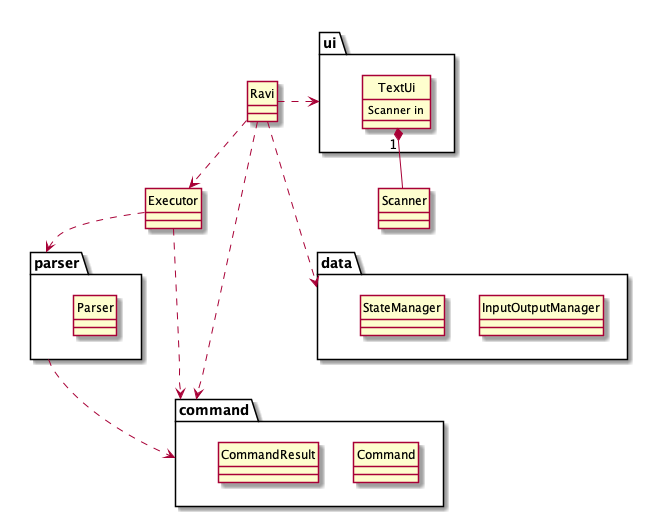 ui
TextUi
Scanner in
Ravi
1
Executor
Scanner
parser
Parser
data
StateManager
InputOutputManager
command
CommandResult
Command